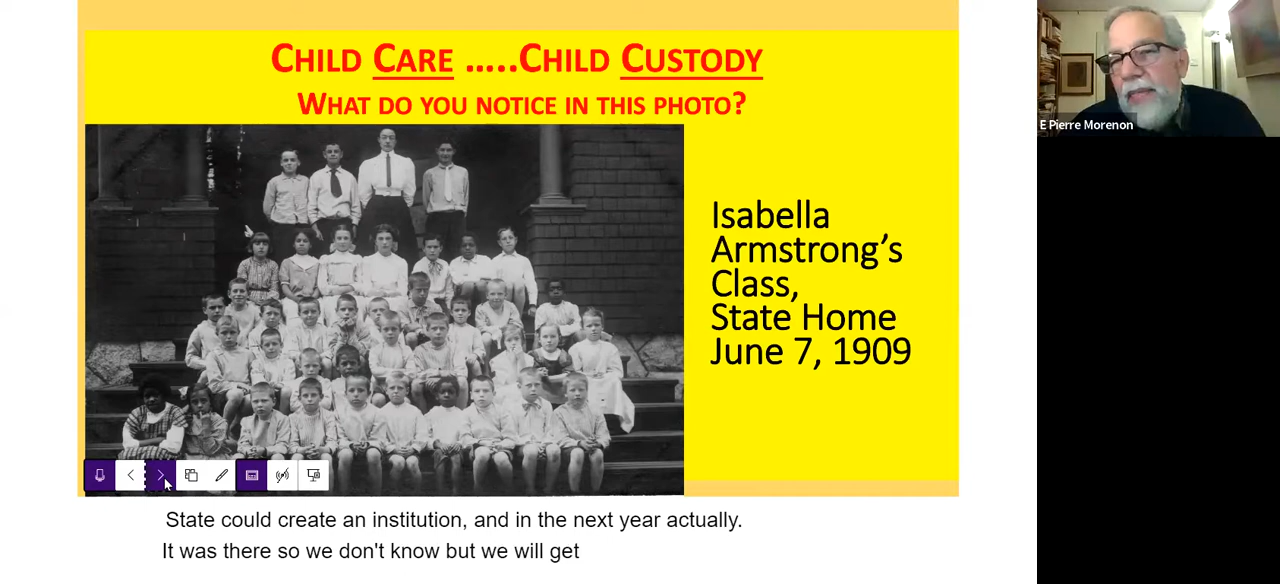 CHILD CARE .....CHILD CUSTODY
WHAT DO YOU NOTICE IN THIS PHOTO?
Isabella
Armstrong's
Class,
State Home
June 7, 1909
E Pierre Morenon
State could create an institution, and in the next year actually.
It was there so we don't know but we will get